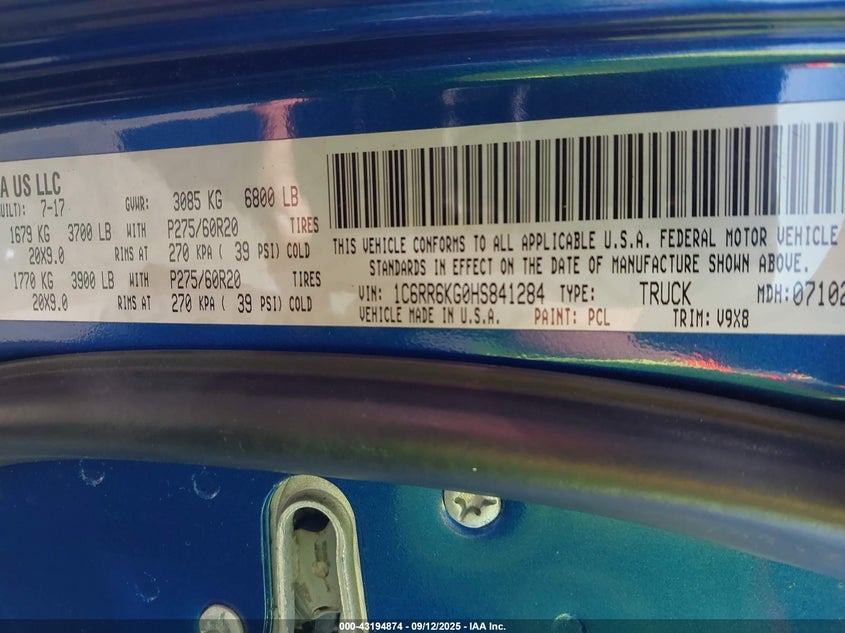 A US LLC
UILT): 7-17 GVWR: 3085 KG 6800 LB
1679 KG 3700 LB WITH P275/60R20 TIRES
20X9.0 RIMS AT 270 KPA ( 39 PSI) COLD
1770 KG 3900 LB WITH P275/60R20 TIRES
20X9.0 RIMS AT 270 KPA ( 39 PSI) COLD
THIS VEHICLE CONFORMS TO ALL APPLICABLE U.S.A. FEDERAL MOTOR VEHICLE
STANDARDS IN EFFECT ON THE DATE OF MANUFACTURE SHOWN ABOVE.
VIN: 1C6RR6KG0HS841284 TYPE: TRUCK MDH: 07102
VEHICLE MADE IN U.S.A. PAINT: PCL TRIM: V9X8
000-43194874 - 09/12/2025 - IAA Inc.